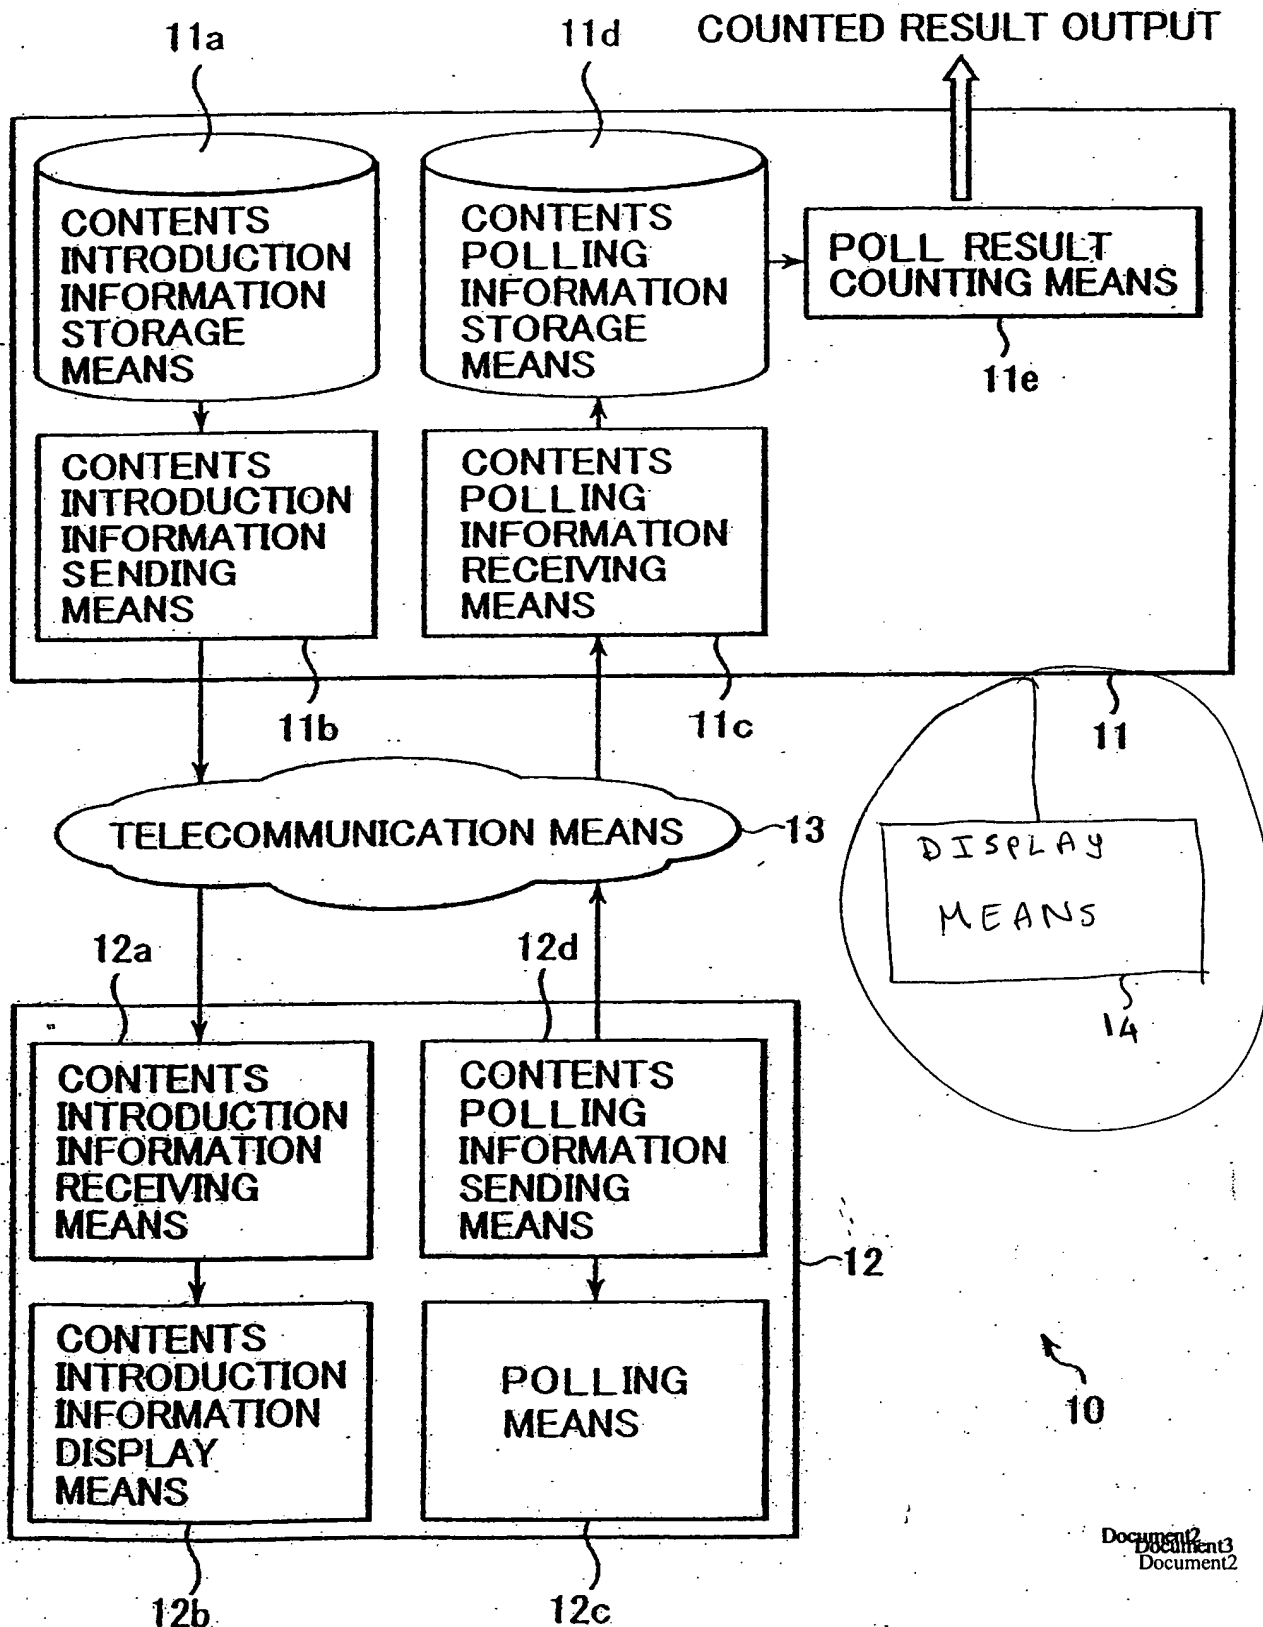 11a
11d
COUNTED RESULT OUTPUT
CONTENTS
INTRODUCTION
INFORMATION
STORAGE
MEANS
CONTENTS
POLLING
INFORMATION
STORAGE
MEANS
POLL RESULT
COUNTING MEANS
11e
CONTENTS
INTRODUCTION
INFORMATION
SENDING
MEANS
CONTENTS
POLLING
INFORMATION
RECEIVING
MEANS
11b
11c
11
TELECOMMUNICATION MEANS
13
DISPLAY
MEANS
14
12a
12d
CONTENTS
INTRODUCTION
INFORMATION
RECEIVING
MEANS
CONTENTS
POLLING
INFORMATION
SENDING
MEANS
12
CONTENTS
INTRODUCTION
INFORMATION
DISPLAY
MEANS
POLLING
MEANS
10
12b
12c
Document2
Document3
Document2